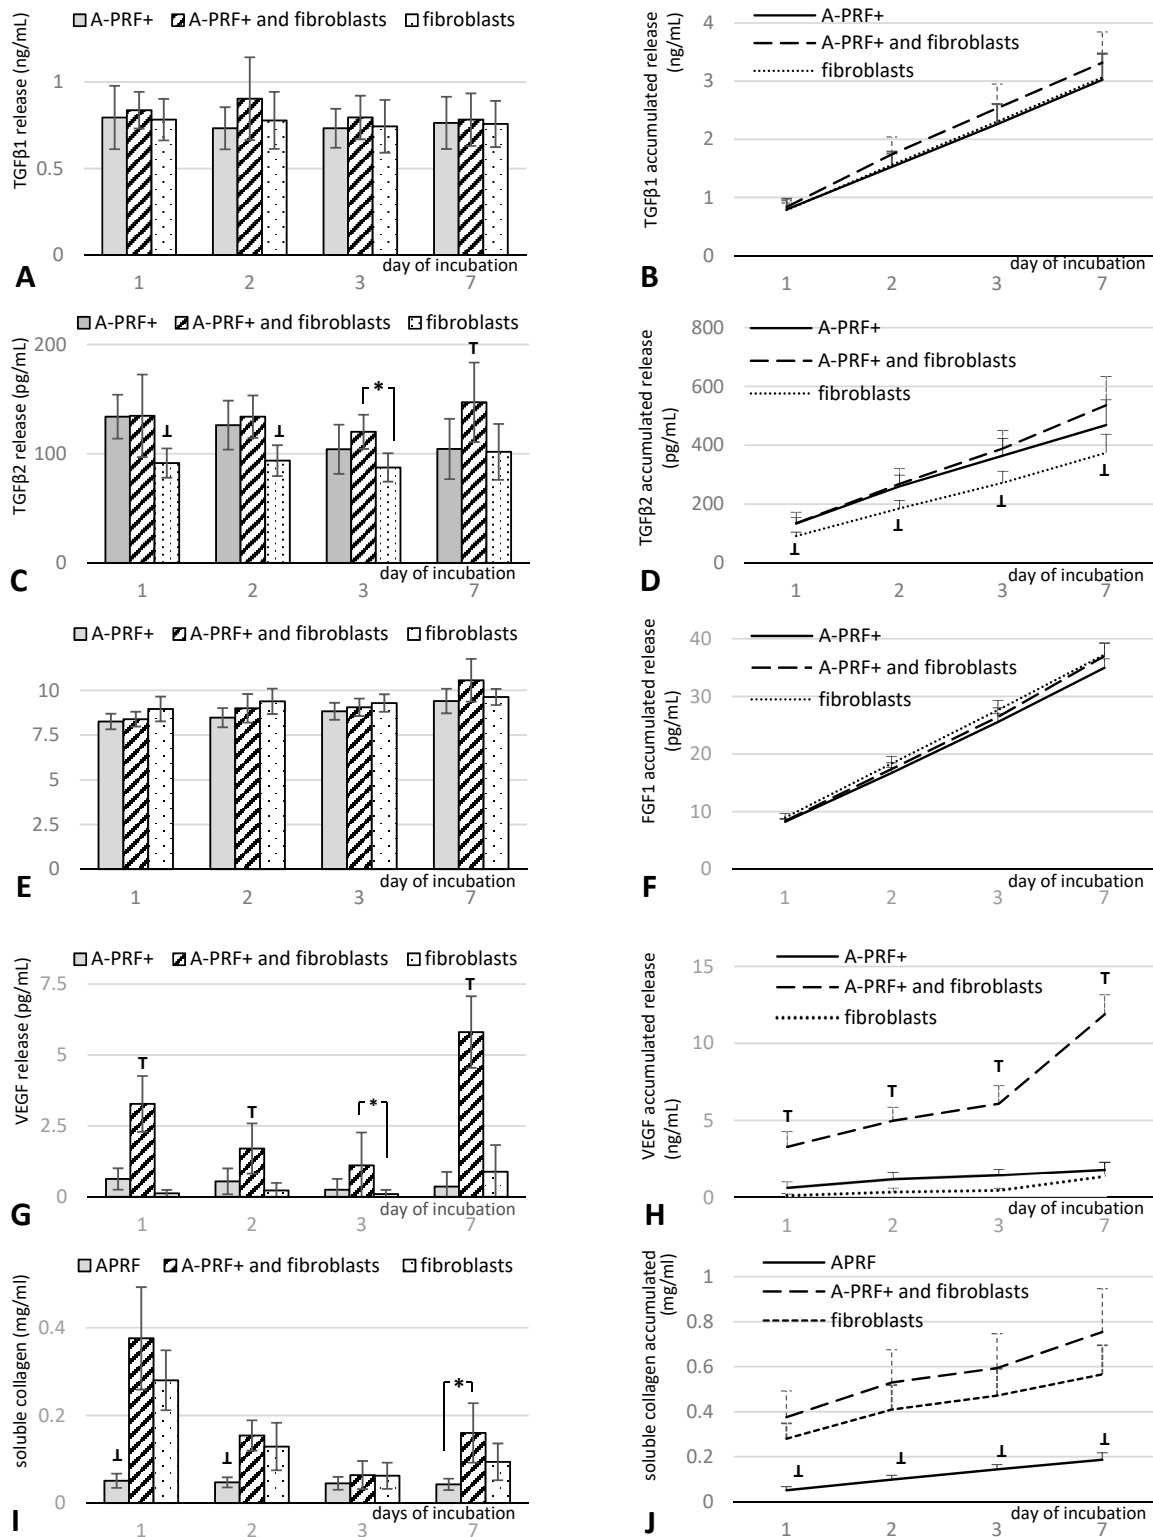 A-PRF+ A-PRF+ and fibroblasts fibroblasts
TGFβ1 release (ng/mL)
1
0.5
0
day of incubation
1 2 3 7
A
A-PRF+
A-PRF+ and fibroblasts
fibroblasts
TGFβ1 accumulated release
(ng/mL)
4
3
2
1
0
day of incubation
1 2 3 7
B
A-PRF+ A-PRF+ and fibroblasts fibroblasts
TGFβ2 release (pg/mL)
200
100
0
*
day of incubation
1 2 3 7
C
A-PRF+
A-PRF+ and fibroblasts
fibroblasts
TGFβ2 accumulated release
(pg/mL)
800
600
400
200
0
day of incubation
1 2 3 7
D
A-PRF+ A-PRF+ and fibroblasts fibroblasts
10
7.5
5
2.5
0
day of incubation
1 2 3 7
E
A-PRF+
A-PRF+ and fibroblasts
fibroblasts
FGF1 accumulated release
(pg/mL)
40
30
20
10
0
day of incubation
1 2 3 7
F
A-PRF+ A-PRF+ and fibroblasts fibroblasts
VEGF release (pg/mL)
7.5
5
2.5
0
*
day of incubation
1 2 3 7
G
A-PRF+
A-PRF+ and fibroblasts
fibroblasts
VEGF accumulated release
(ng/mL)
15
10
5
0
day of incubation
1 2 3 7
H
APRF A-PRF+ and fibroblasts fibroblasts
soluble collagen (mg/ml)
0.4
0.2
0
*
days of incubation
1 2 3 7
I
APRF
A-PRF+ and fibroblasts
fibroblasts
soluble collagen accumulated
(mg/ml)
1
0.8
0.6
0.4
0.2
0
day of incubation
1 2 3 7
J